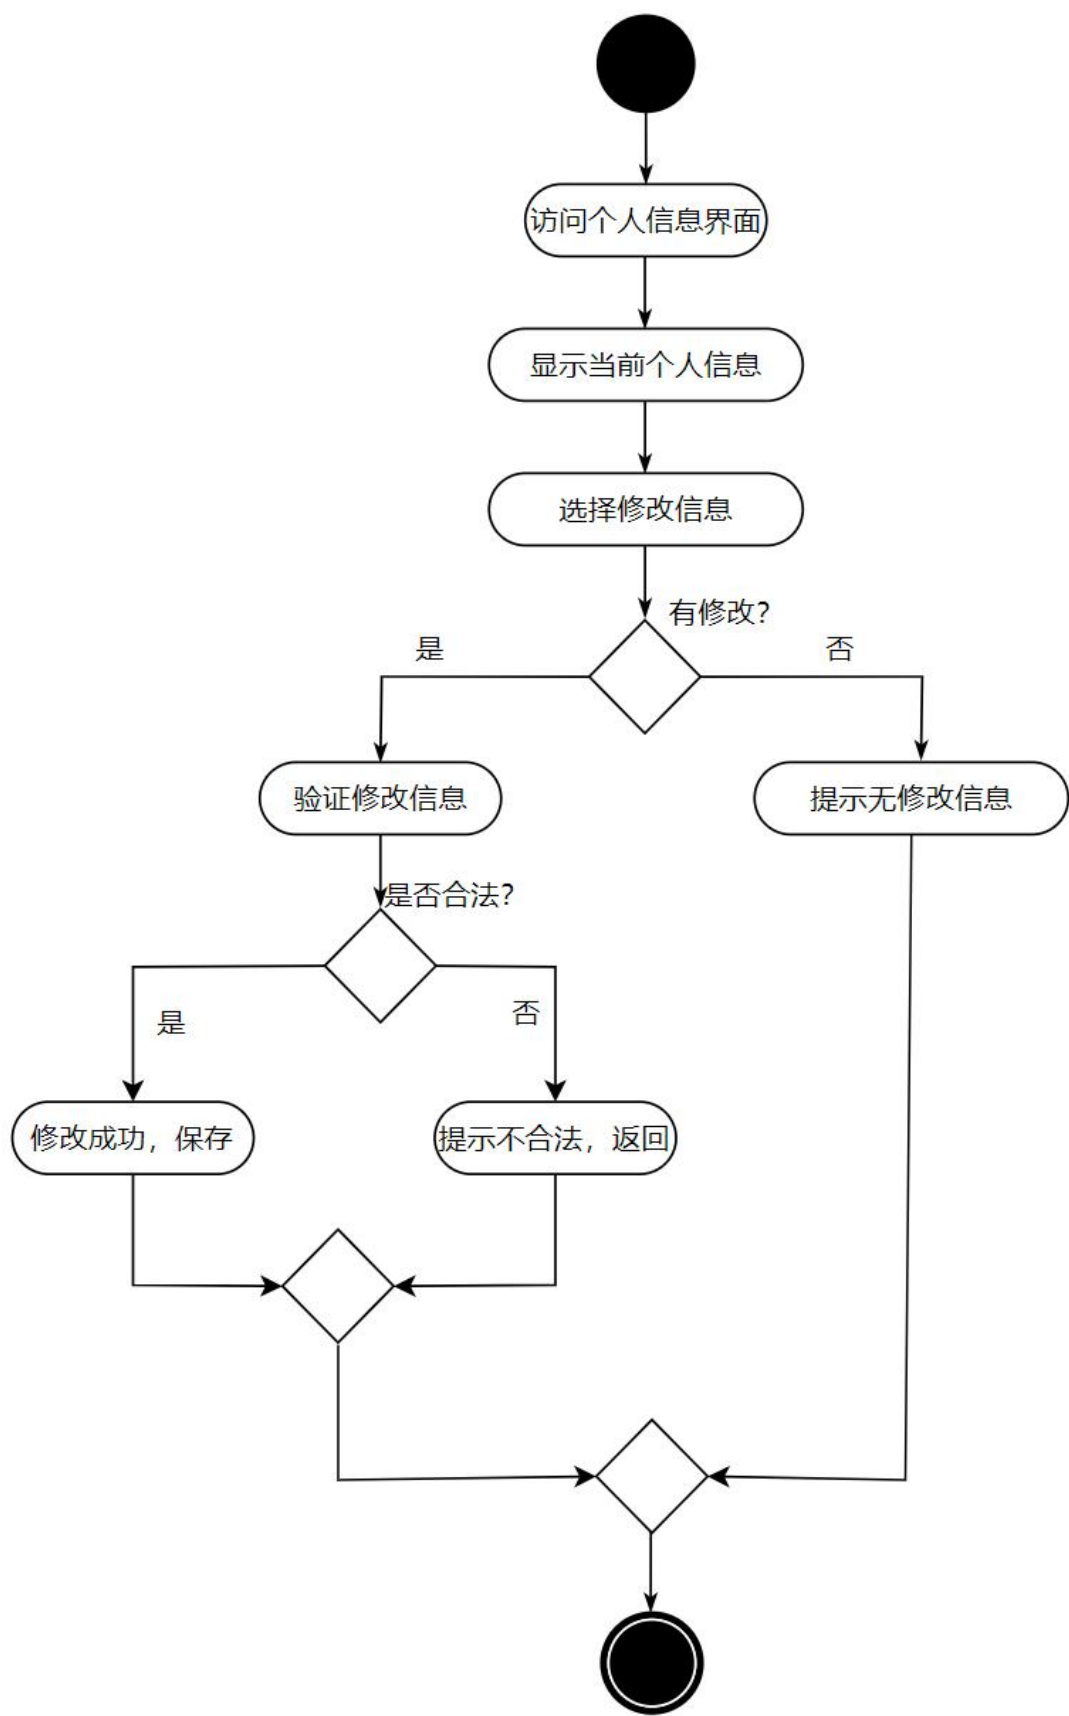 访问个人信息界面
显示当前个人信息
选择修改信息
有修改?
是
否
验证修改信息
提示无修改信息
是否合法?
是
否
修改成功，保存
提示不合法，返回